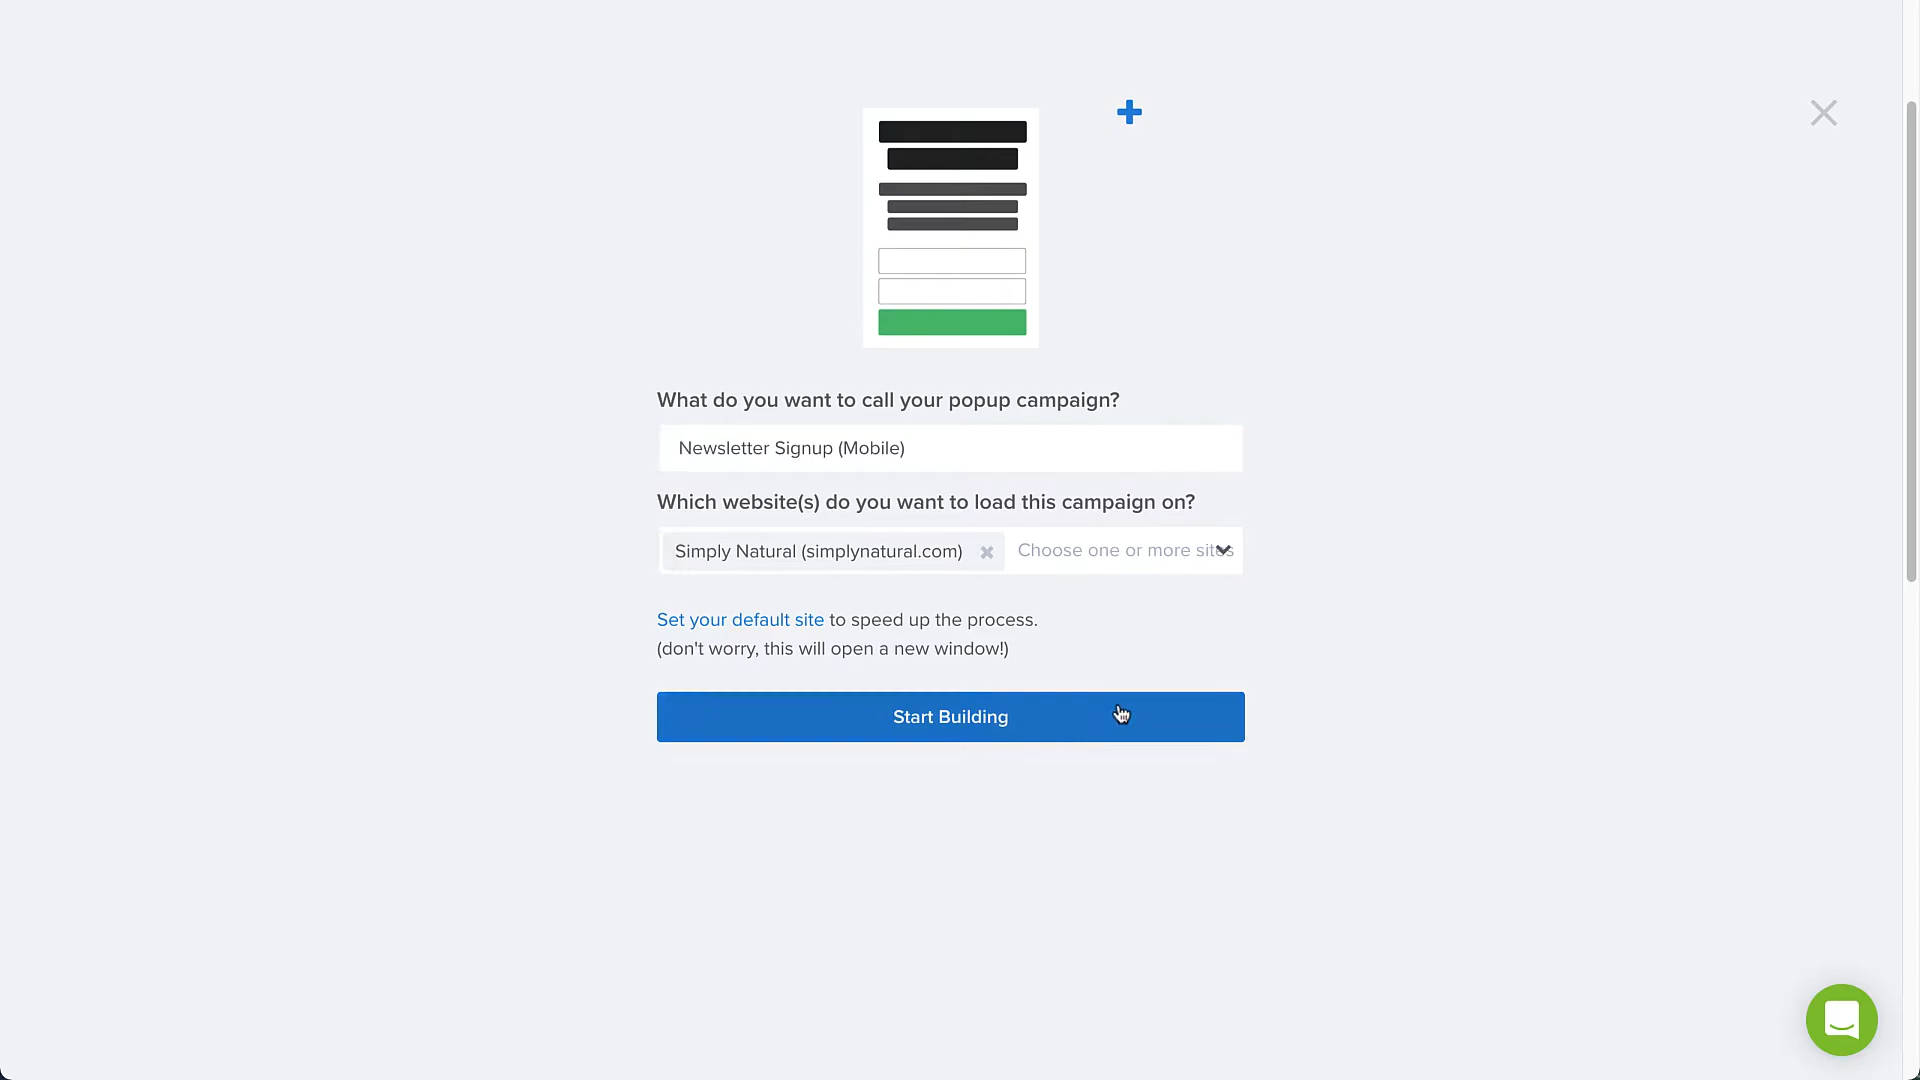 What do you want to call your popup campaign?
Newsletter Signup (Mobile)
Which website(s) do you want to load this campaign on?
Simply Natural (simplynatural.com) Choose one or more sites
Set your default site to speed up the process.
(don't worry, this will open a new window!)
Start Building